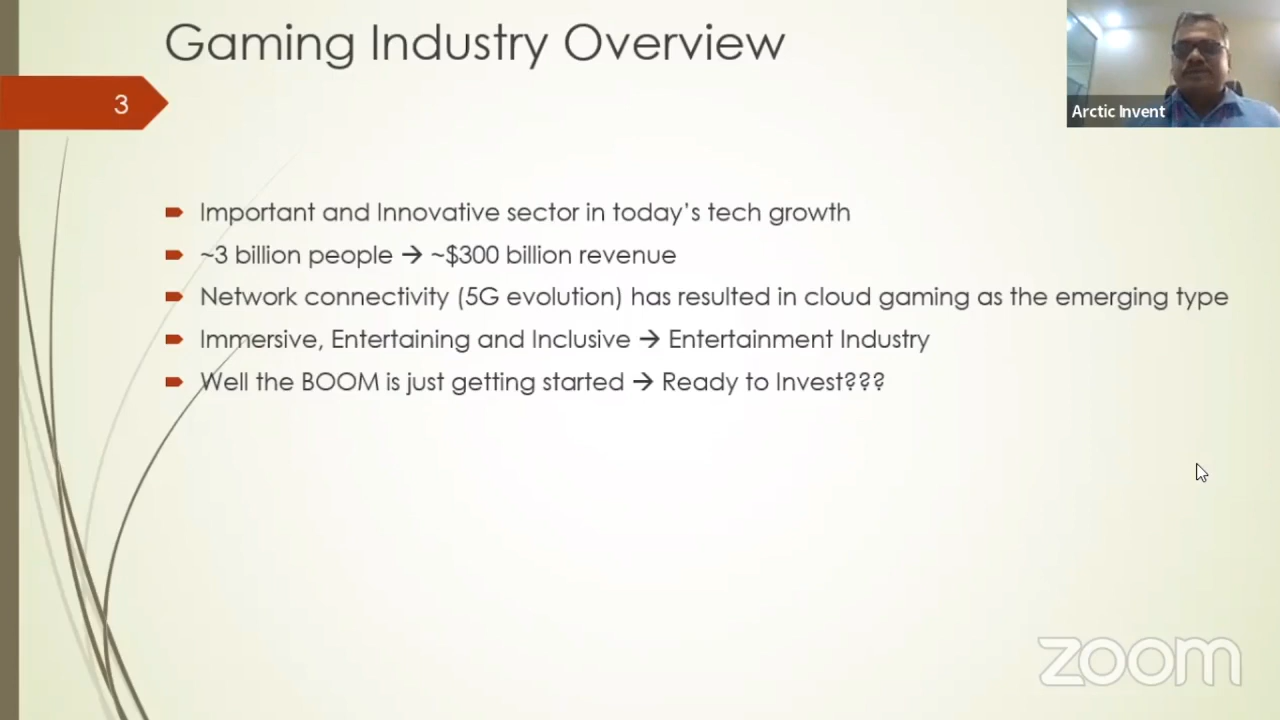 Gaming Industry Overview
3
Arctic Invent
Important and Innovative sector in today’s tech growth
~3 billion people → ~$300 billion revenue
Network connectivity (5G evolution) has resulted in cloud gaming as the emerging type
Immersive, Entertaining and Inclusive → Entertainment Industry
Well the BOOM is just getting started → Ready to Invest???
zoom